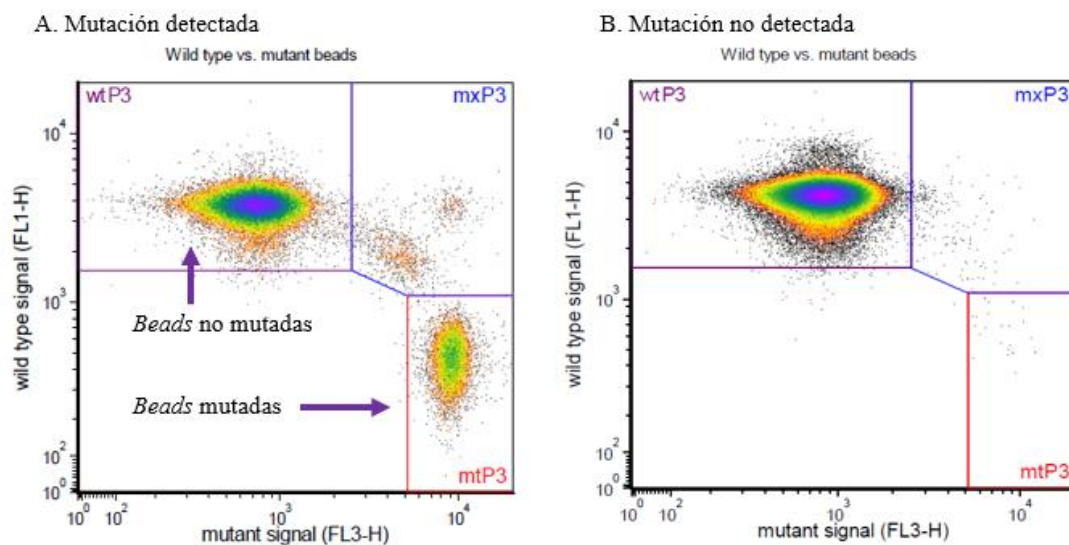 A. Mutación detectada
Wild type vs. mutant beads
wtP3
mxP3
10⁴
10³
10²
10⁰
wild type signal (FL1-H)
Beads no mutadas
Beads mutadas
mtP3
10⁰ 10² 10³ 10⁴
mutant signal (FL3-H)
B. Mutación no detectada
Wild type vs. mutant beads
wtP3
mxP3
10⁴
10³
10²
10⁰
wild type signal (FL1-H)
mtP3
10⁰ 10² 10³ 10⁴
mutant signal (FL3-H)